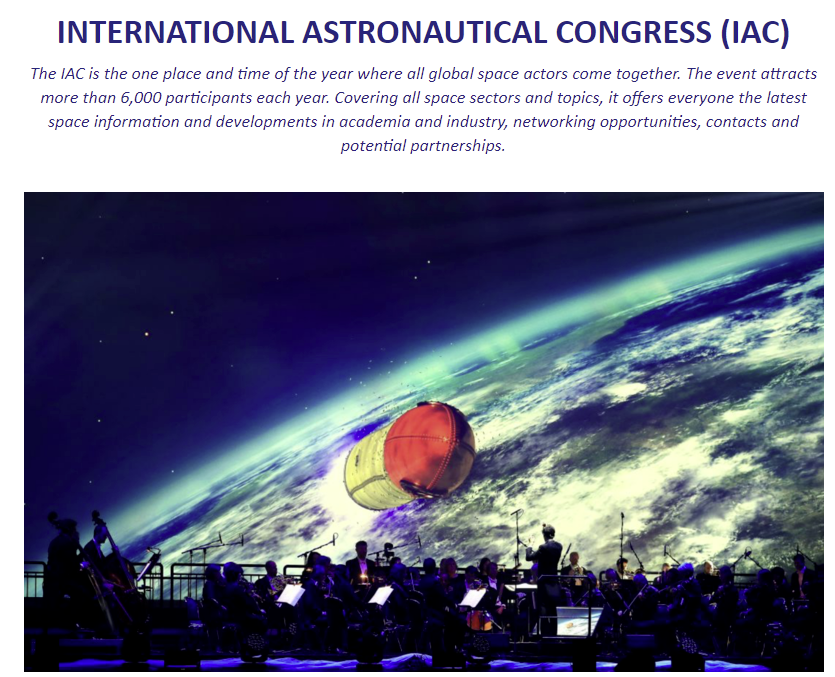 INTERNATIONAL ASTRONAUTICAL CONGRESS (IAC)
The IAC is the one place and time of the year where all global space actors come together. The event attracts
more than 6,000 participants each year. Covering all space sectors and topics, it offers everyone the latest
space information and developments in academia and industry, networking opportunities, contacts and
potential partnerships.